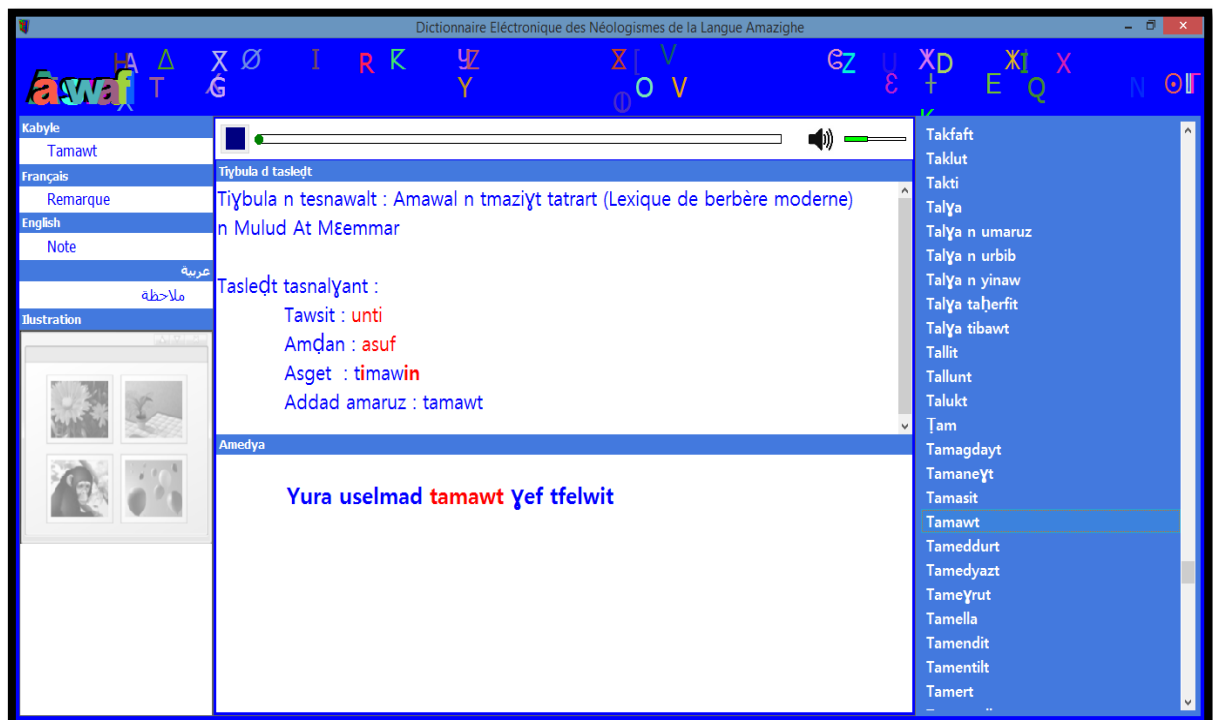 Dictionnaire Eléctronique des Néologismes de la Langue Amazighe
aswaf
Kabyle
Tamawt
Français
Remarque
English
Note
عربية
ملاحظة
Ilustration
Tiɣbula d tasleḍt
Tiɣbula n tesnawalt : Amawal n tmaziɣt tatrart (Lexique de berbère moderne)
n Mulud At Mɛemmar
Tasleḍt tasnalɣant :
Tawsit : unti
Amḍan : asuf
Asget : timawin
Addad amaruz : tamawt
Amedya
Yura uselmad tamawt ɣef tfelwit
Takfaft
Taklut
Takti
Talɣa
Talɣa n umaruz
Talɣa n urbib
Talɣa n yinaw
Talɣa taḥerfit
Talɣa tibawt
Tallit
Tallunt
Talukt
Ṭam
Tamagdayt
Tamaneɣt
Tamasit
Tamawt
Tameddurt
Tamedyazt
Tameɣrut
Tamella
Tamendit
Tamentilt
Tamert